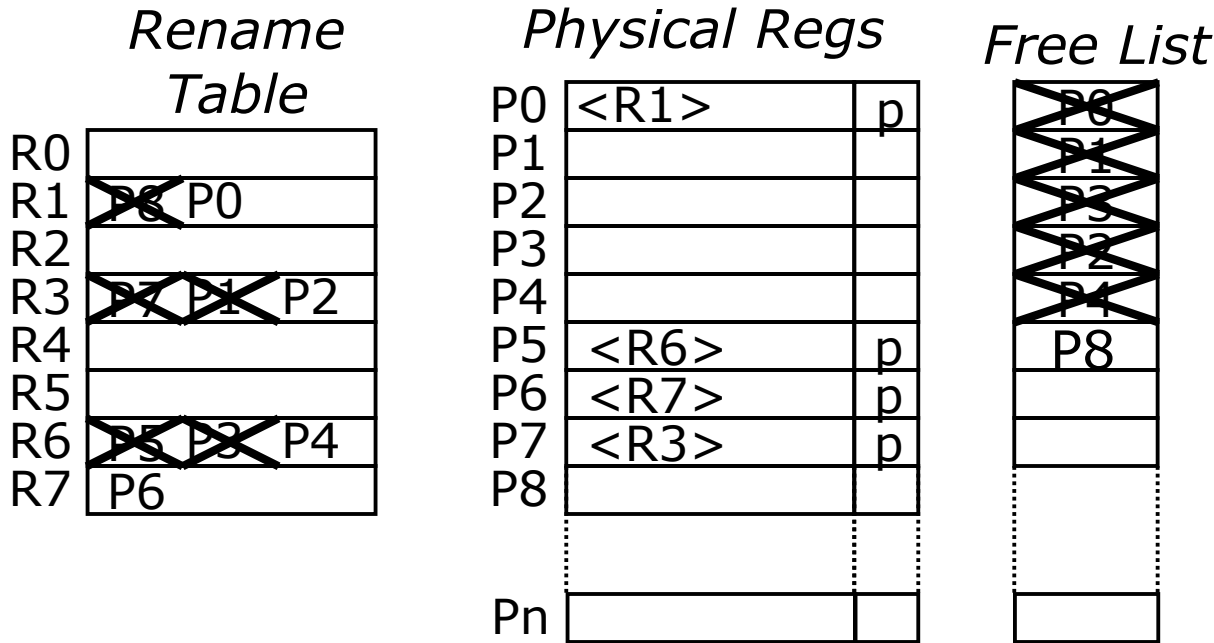 Rename
Table
Physical Regs
Free List
R0
R1 P8 P0
R2
R3 P7 P1 P2
R4
R5
R6 P5 P3 P4
R7 P6
P0 <R1> p
P1
P2
P3
P4
P5 <R6> p
P6 <R7> p
P7 <R3> p
P8
Pn
P0
P1
P3
P2
P4
P8